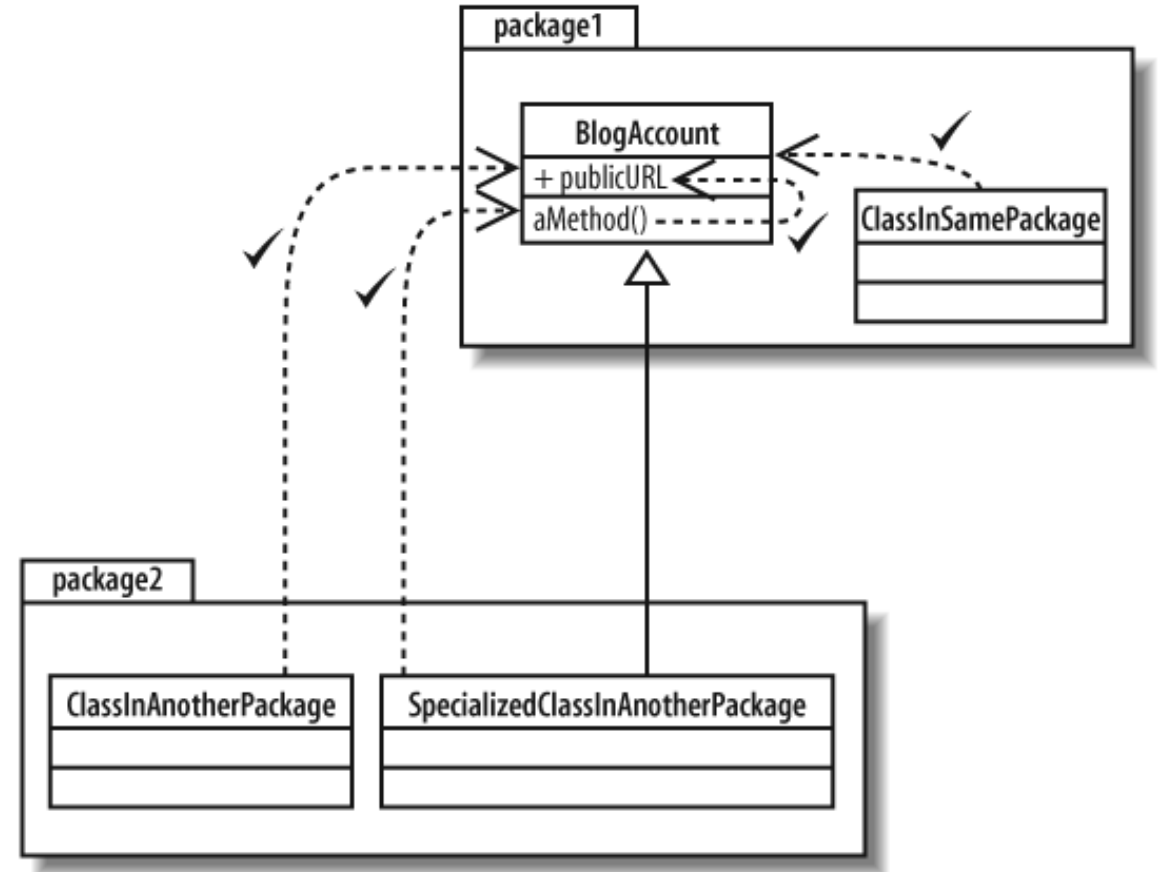 package1
BlogAccount
+ publicURL
aMethod()
ClassInSamePackage
package2
ClassInAnotherPackage
SpecializedClassInAnotherPackage